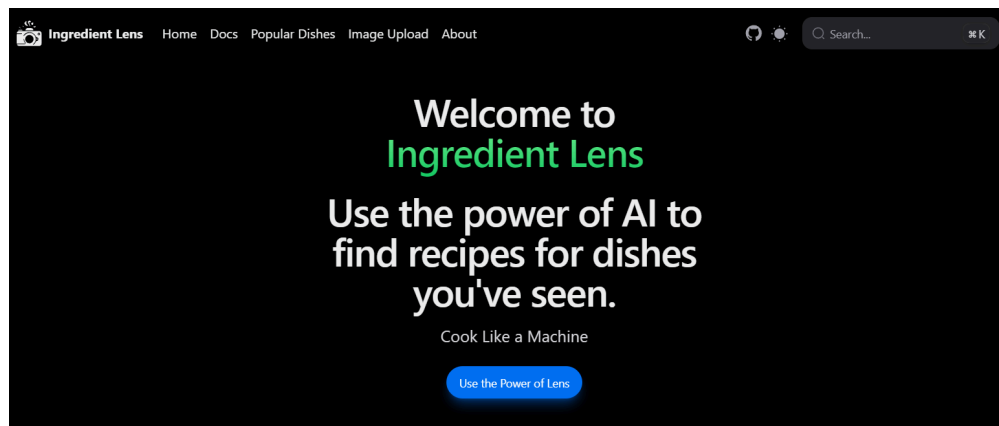 Ingredient Lens Home Docs Popular Dishes Image Upload About Search... ⌘ K
Welcome to
Ingredient Lens
Use the power of AI to
find recipes for dishes
you've seen.
Cook Like a Machine
Use the Power of Lens